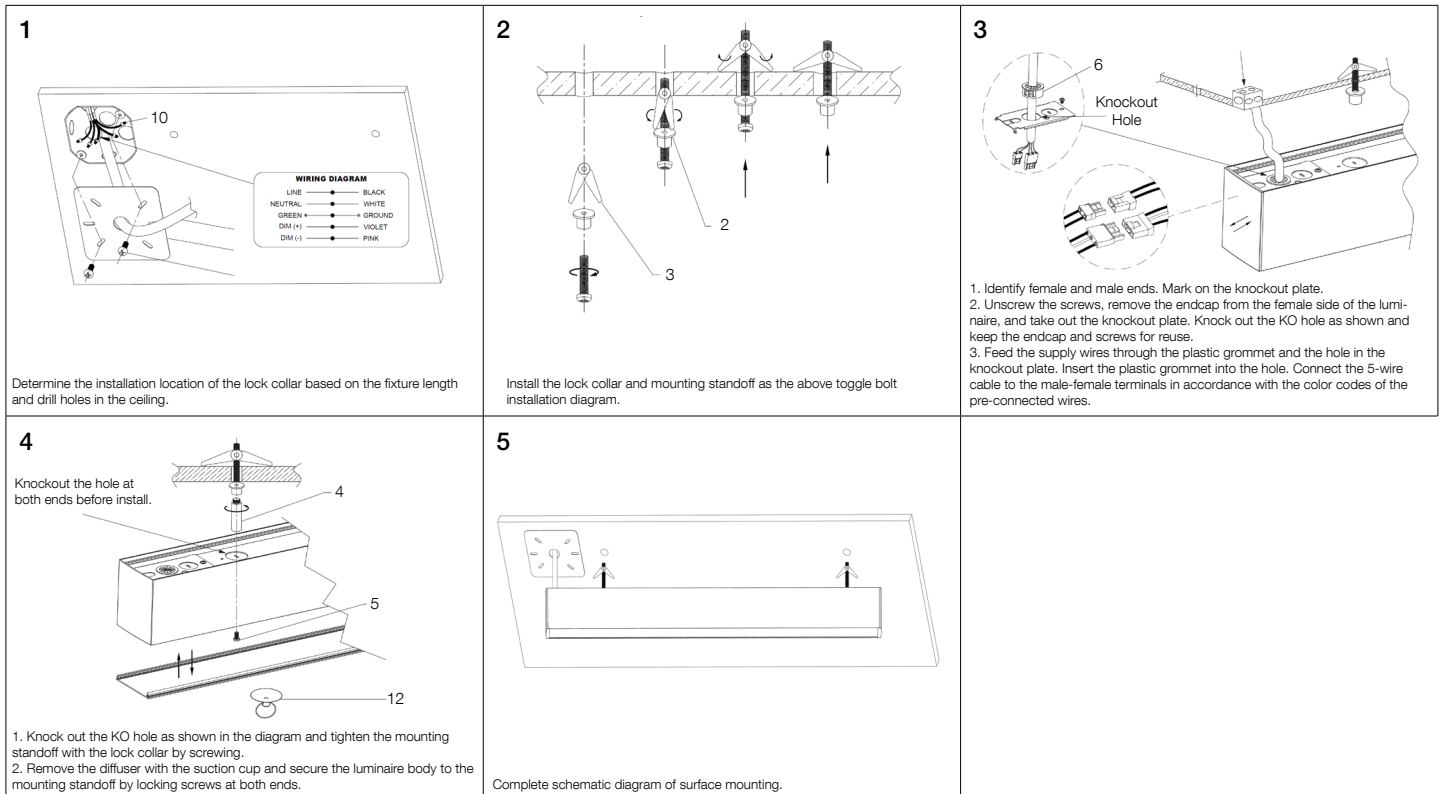 1
10
WIRING DIAGRAM
LINE BLACK
NEUTRAL WHITE
GREEN GROUND
DIM (+) VIOLET
DIM (-) PINK
Determine the installation location of the lock collar based on the fixture length
and drill holes in the ceiling.
2
2
3
Install the lock collar and mounting standoff as the above toggle bolt
installation diagram.
3
6
Knockout
Hole
1. Identify female and male ends. Mark on the knockout plate.
2. Unscrew the screws, remove the endcap from the female side of the lumi-
naire, and take out the knockout plate. Knock out the KO hole as shown and
keep the endcap and screws for reuse.
3. Feed the supply wires through the plastic grommet and the hole in the
knockout plate. Insert the plastic grommet into the hole. Connect the 5-wire
cable to the male-female terminals in accordance with the color codes of the
pre-connected wires.
4
Knockout the hole at
both ends before install.
4
5
12
1. Knock out the KO hole as shown in the diagram and tighten the mounting
standoff with the lock collar by screwing.
2. Remove the diffuser with the suction cup and secure the luminaire body to the
mounting standoff by locking screws at both ends.
5
Complete schematic diagram of surface mounting.